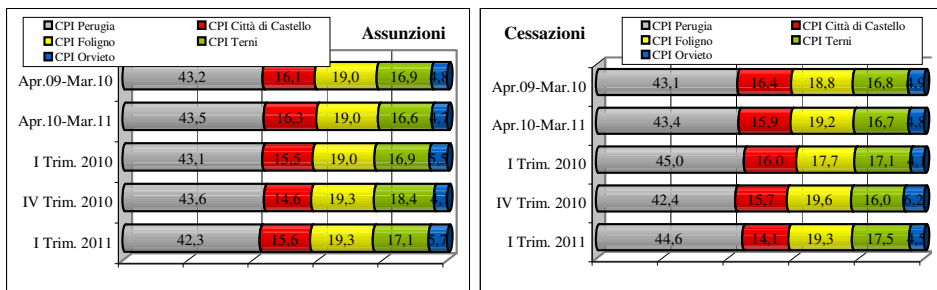 CPI Perugia CPI Città di Castello
CPI Foligno CPI Terni
CPI Orvieto
Assunzioni
Apr.09-Mar.10 43,2 16,1 19,0 16,9 4,8
Apr.10-Mar.11 43,5 16,3 19,0 16,6 4,7
I Trim. 2010 43,1 15,5 19,0 16,9 5,5
IV Trim. 2010 43,6 14,6 19,3 18,4 4,1
I Trim. 2011 42,3 15,6 19,3 17,1 5,7
Cessazioni
CPI Perugia CPI Città di Castello
CPI Foligno CPI Terni
CPI Orvieto
Apr.09-Mar.10 43,1 16,4 18,8 16,8 4,9
Apr.10-Mar.11 43,4 15,9 19,2 16,7 4,8
I Trim. 2010 45,0 16,0 17,7 17,1
IV Trim. 2010 42,4 15,7 19,6 16,0 6,2
I Trim. 2011 44,6 14,1 19,3 17,5 4,5